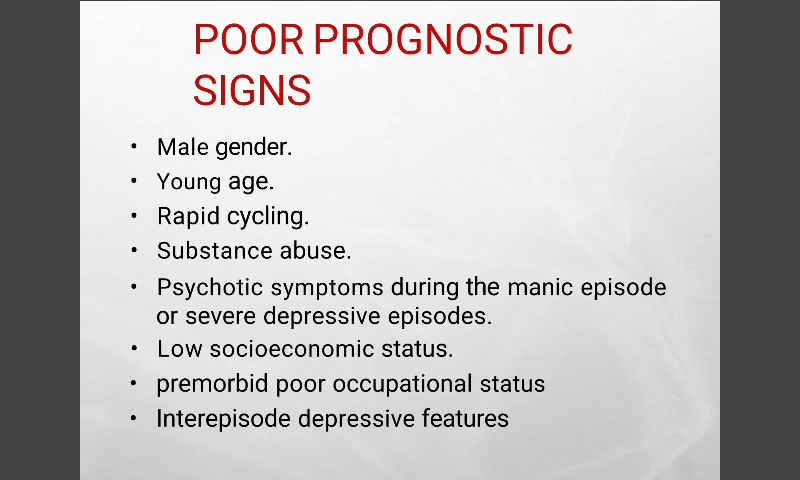 POOR PROGNOSTIC
SIGNS
• Male gender.
• Young age.
• Rapid cycling.
• Substance abuse.
• Psychotic symptoms during the manic episode
or severe depressive episodes.
• Low socioeconomic status.
• premorbid poor occupational status
• Interepisode depressive features